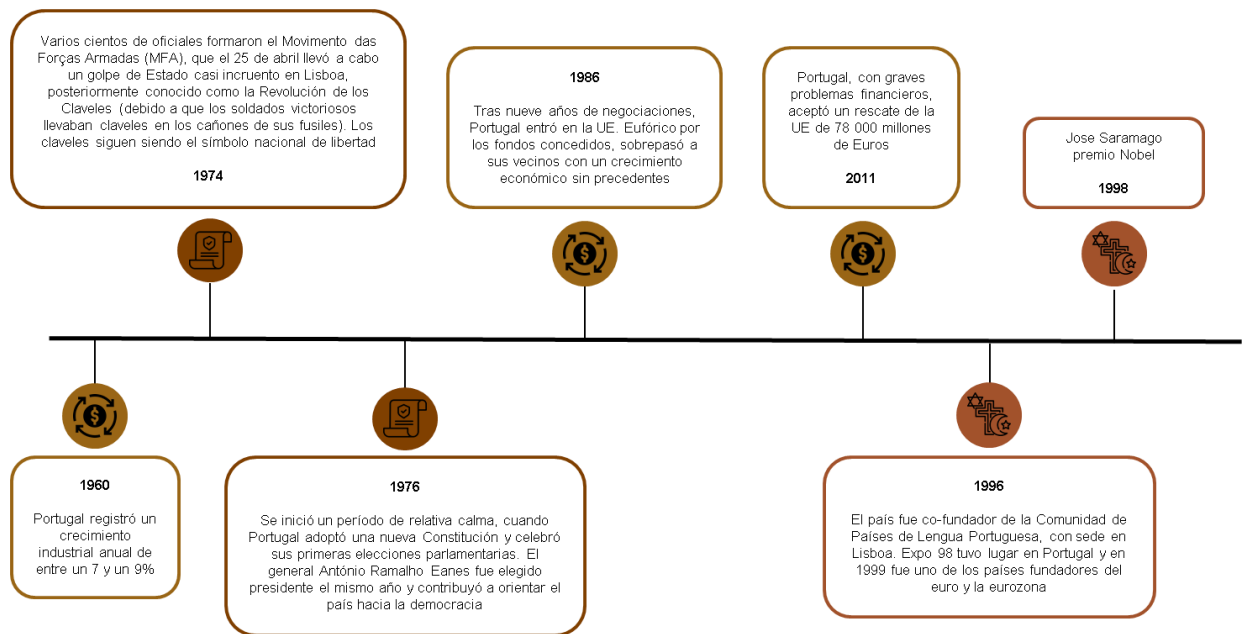 Varios cientos de oficiales formaron el Movimento das
Forças Armadas (MFA), que el 25 de abril llevó a cabo
un golpe de Estado casi incruento en Lisboa,
posteriormente conocido como la Revolución de los
Claveles (debido a que los soldados victoriosos
llevaban claveles en los cañones de sus fusiles). Los
claveles siguen siendo el símbolo nacional de libertad
1974
1986
Tras nueve años de negociaciones,
Portugal entró en la UE. Eufórico por
los fondos concedidos, sobrepasó a
sus vecinos con un crecimiento
económico sin precedentes
Portugal, con graves
problemas financieros,
aceptó un rescate de la
UE de 78 000 millones
de Euros
2011
Jose Saramago
premio Nobel
1998
1960
Portugal registró un
crecimiento
industrial anual de
entre un 7 y un 9%
1976
Se inició un período de relativa calma, cuando
Portugal adoptó una nueva Constitución y celebró
sus primeras elecciones parlamentarias. El
general António Ramalho Eanes fue elegido
presidente el mismo año y contribuyó a orientar el
país hacia la democracia
1996
El país fue co-fundador de la Comunidad de
Países de Lengua Portuguesa, con sede en
Lisboa. Expo 98 tuvo lugar en Portugal y en
1999 fue uno de los países fundadores del
euro y la eurozona